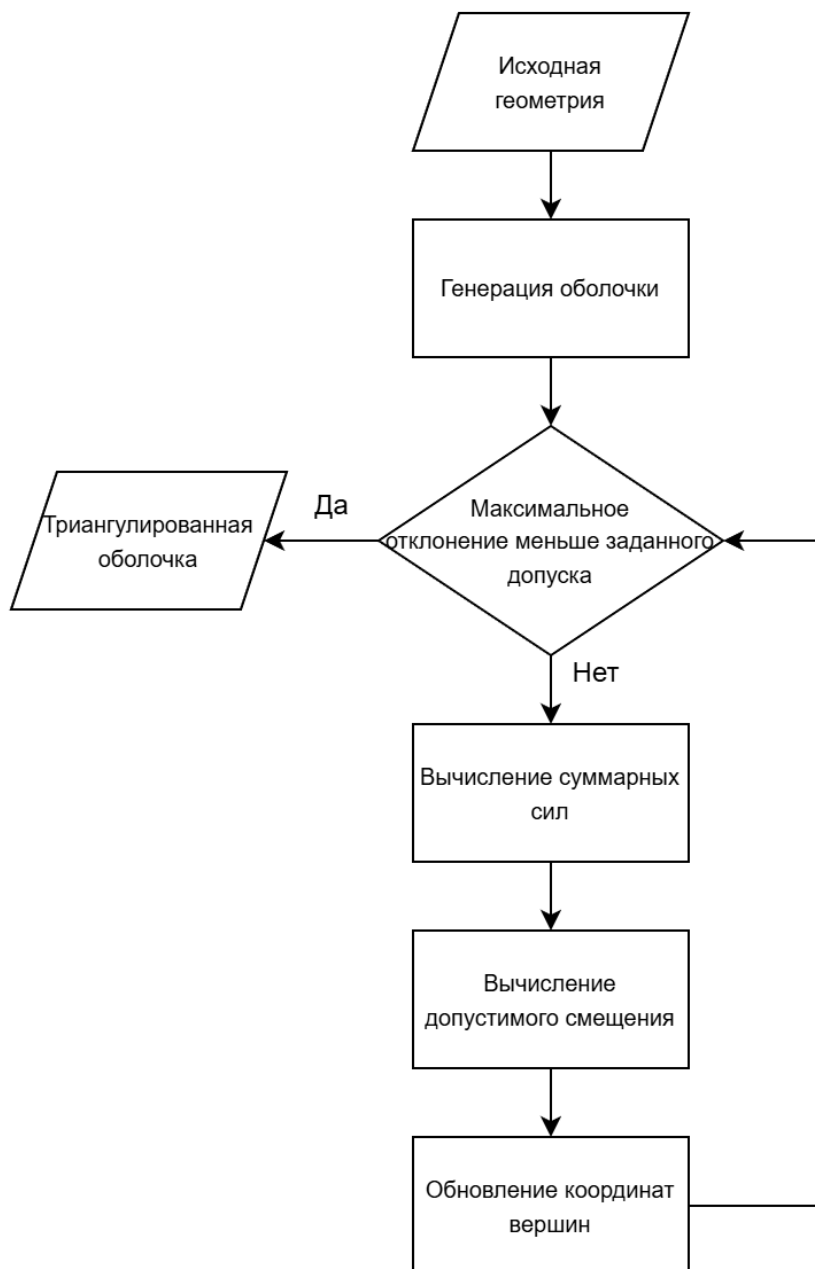 Исходная
геометрия
Генерация оболочки
Максимальное
отклонение меньше заданного
допуска
Да
Триангулированная
оболочка
Нет
Вычисление суммарных
сил
Вычисление
допустимого смещения
Обновление координат
вершин